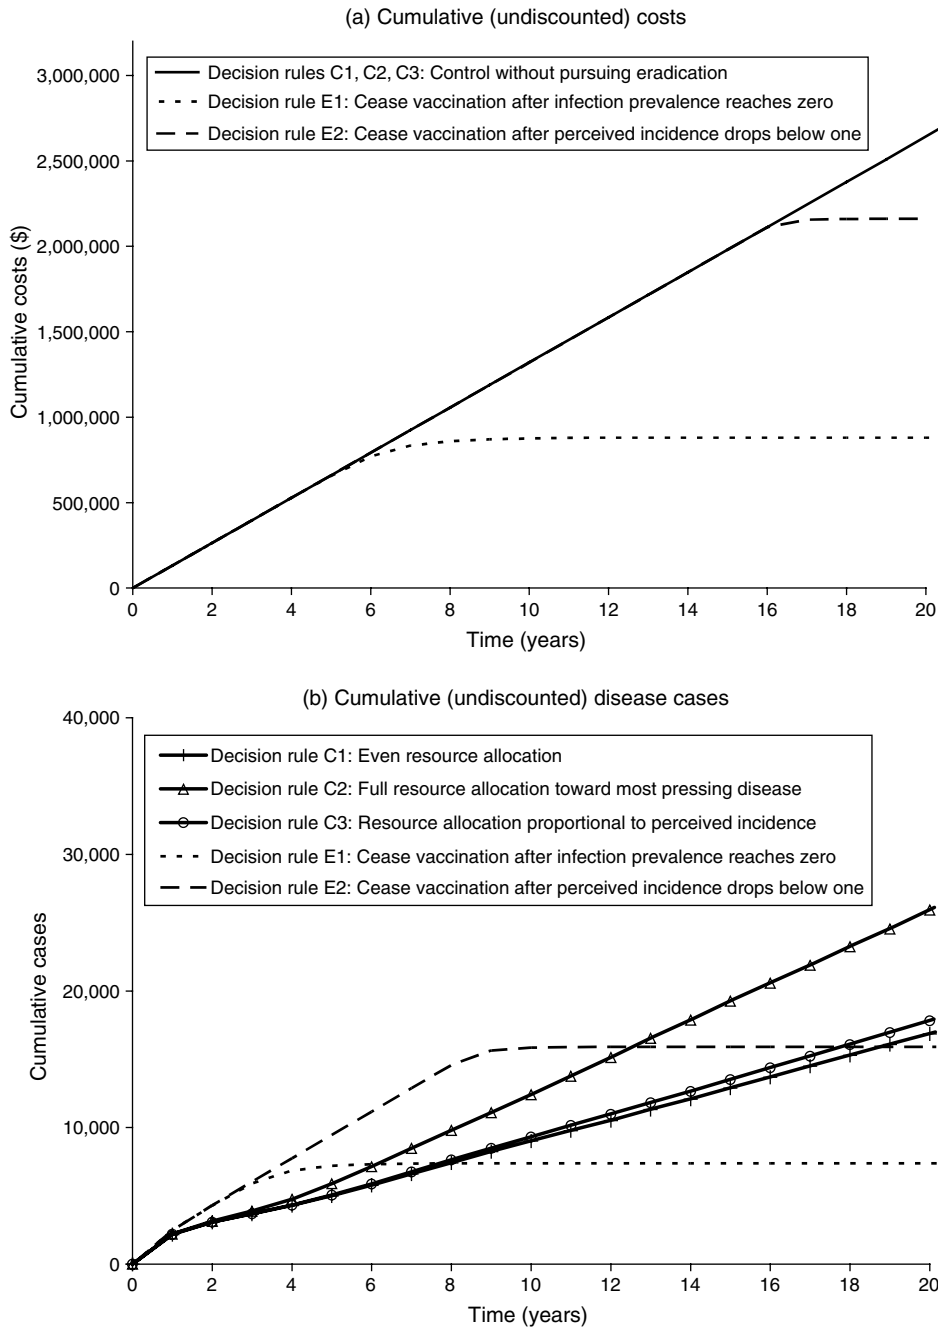 (a) Cumulative (undiscounted) costs
3,000,000
2,500,000
2,000,000
1,500,000
1,000,000
500,000
0
Cumulative costs ($)
Decision rules C1, C2, C3: Control without pursuing eradication
Decision rule E1: Cease vaccination after infection prevalence reaches zero
Decision rule E2: Cease vaccination after perceived incidence drops below one
0 2 4 6 8 10 12 14 16 18 20
Time (years)
(b) Cumulative (undiscounted) disease cases
40,000
30,000
20,000
10,000
0
Cumulative cases
Decision rule C1: Even resource allocation
Decision rule C2: Full resource allocation toward most pressing disease
Decision rule C3: Resource allocation proportional to perceived incidence
Decision rule E1: Cease vaccination after infection prevalence reaches zero
Decision rule E2: Cease vaccination after perceived incidence drops below one
0 2 4 6 8 10 12 14 16 18 20
Time (years)